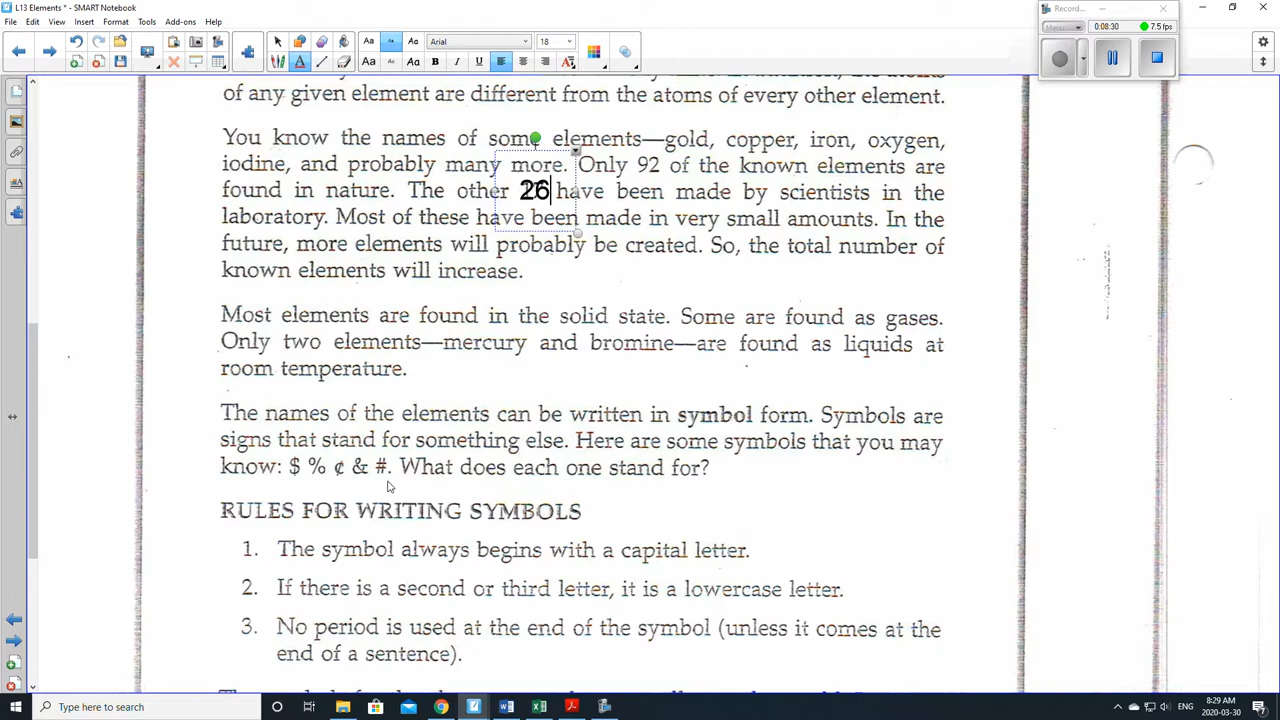 L13 Elements * - SMART Notebook
File Edit View Insert Format Tools Add-ons Help
Record...
Menu
0:08:30
7.5 fps
18
of any given element are different from the atoms of every other element.
You know the names of some elements—gold, copper, iron, oxygen,
iodine, and probably many more. Only 92 of the known elements are
found in nature. The other 26 have been made by scientists in the
laboratory. Most of these have been made in very small amounts. In the
future, more elements will probably be created. So, the total number of
known elements will increase.
Most elements are found in the solid state. Some are found as gases.
Only two elements—mercury and bromine—are found as liquids at
room temperature.
The names of the elements can be written in symbol form. Symbols are
signs that stand for something else. Here are some symbols that you may
know: $ % ¢ & #. What does each one stand for?
RULES FOR WRITING SYMBOLS
1. The symbol always begins with a capital letter.
2. If there is a second or third letter, it is a lowercase letter.
3. No period is used at the end of the symbol (unless it comes at the
end of a sentence).
Type here to search
ENG
8:29 AM
2020-03-30